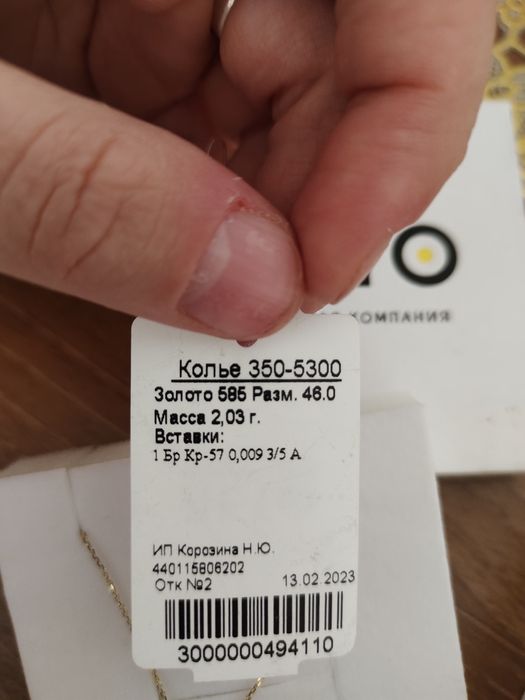 О
КОМПАНИЯ
Колье 350-5300
Золото 585 Разм. 46.0
Масса 2,03 г.
Вставки:
1 Бр Кр-57 0,009 3/5 А
ИП Корозина Н.Ю.
440115806202
Отк №2 13.02 2023
3000000494110